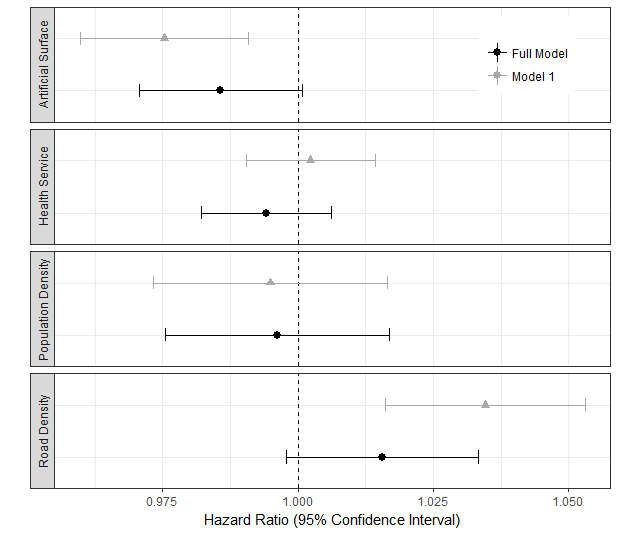 Artificial Surface
Full Model
Model 1
Health Service
Population Density
Road Density
0.975 1.000 1.025 1.050
Hazard Ratio (95% Confidence Interval)